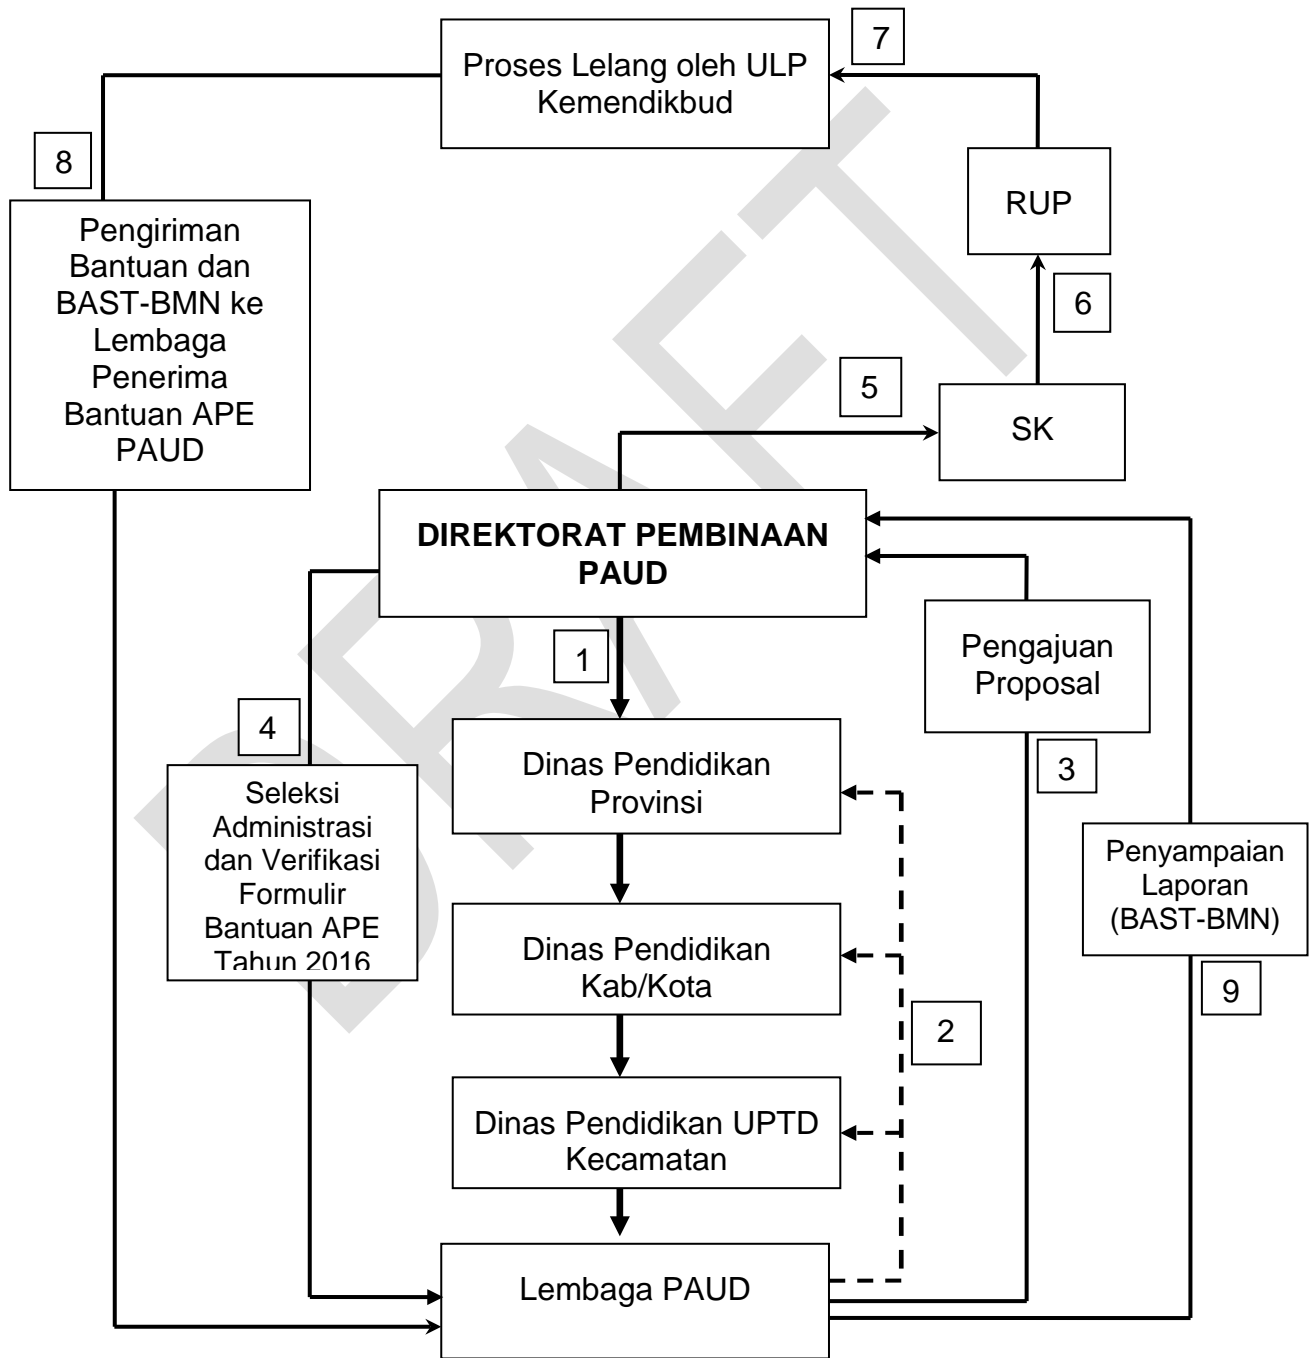 7
Proses Lelang oleh ULP
Kemendikbud
8
RUP
Pengiriman
Bantuan dan
BAST-BMN ke
Lembaga
Penerima
Bantuan APE
PAUD
6
5
SK
DIREKTORAT PEMBINAAN
PAUD
1
Pengajuan
Proposal
4
Dinas Pendidikan
Provinsi
3
Seleksi
Administrasi
dan Verifikasi
Formulir
Bantuan APE
Tahun 2016
Penyampaian
Laporan
(BAST-BMN)
Dinas Pendidikan
Kab/Kota
9
2
Dinas Pendidikan UPTD
Kecamatan
Lembaga PAUD
DRAFT